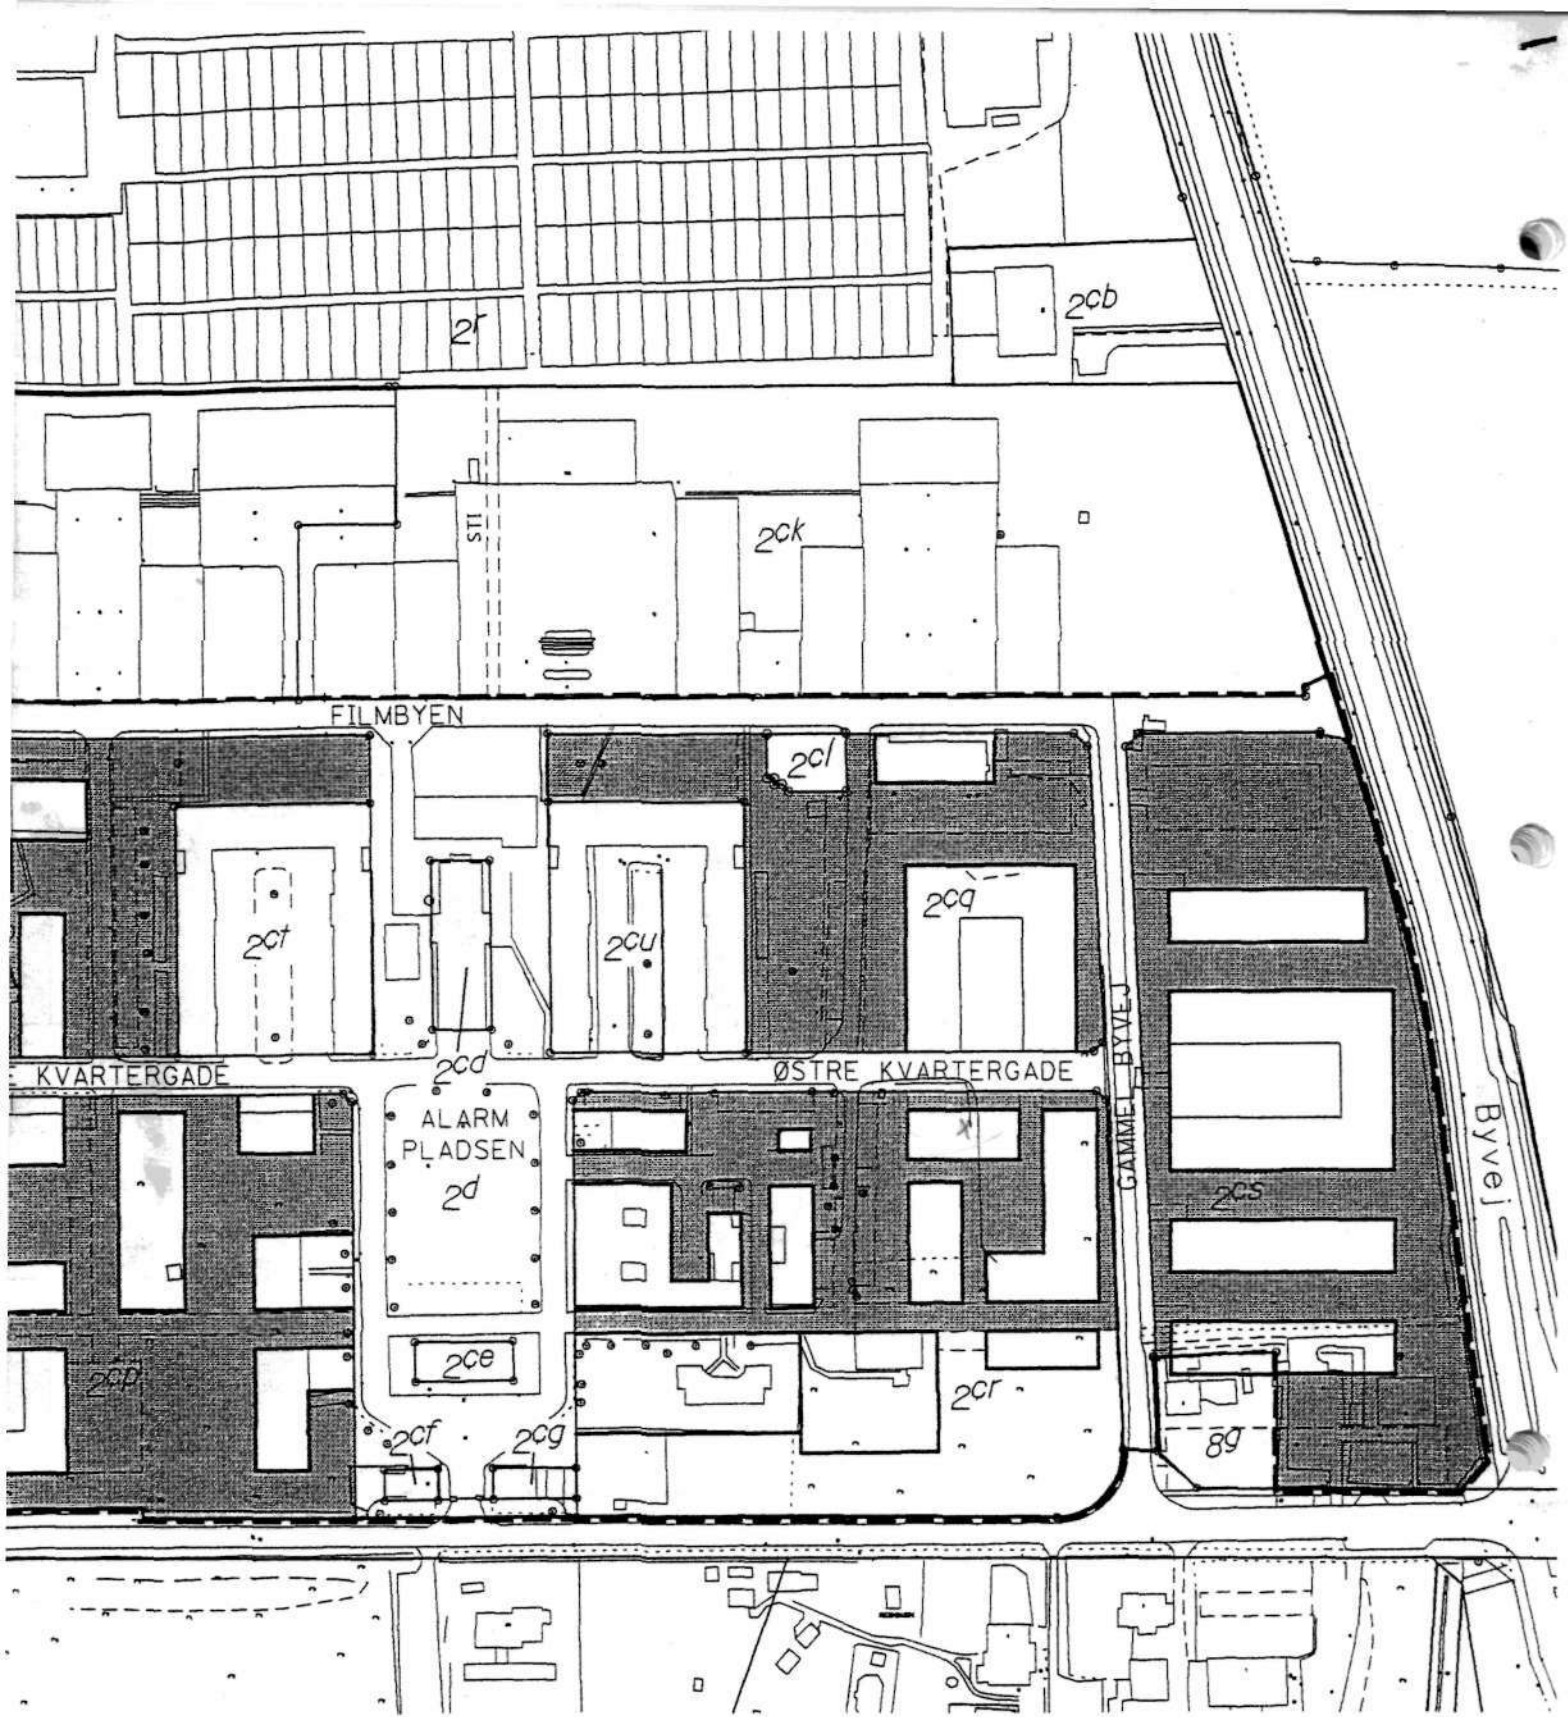 2r
2cb
STI
2ck
FILMBYEN
2cl
2ct
2cu
2cq
2cd
E KVARTERGADE
ØSTRE KVARTERGADE
GAMMEL BYVEJ
ALARM
PLADSEN
2d
Byvej
2cs
2ce
2cp
2cr
2cf
2cg
8g